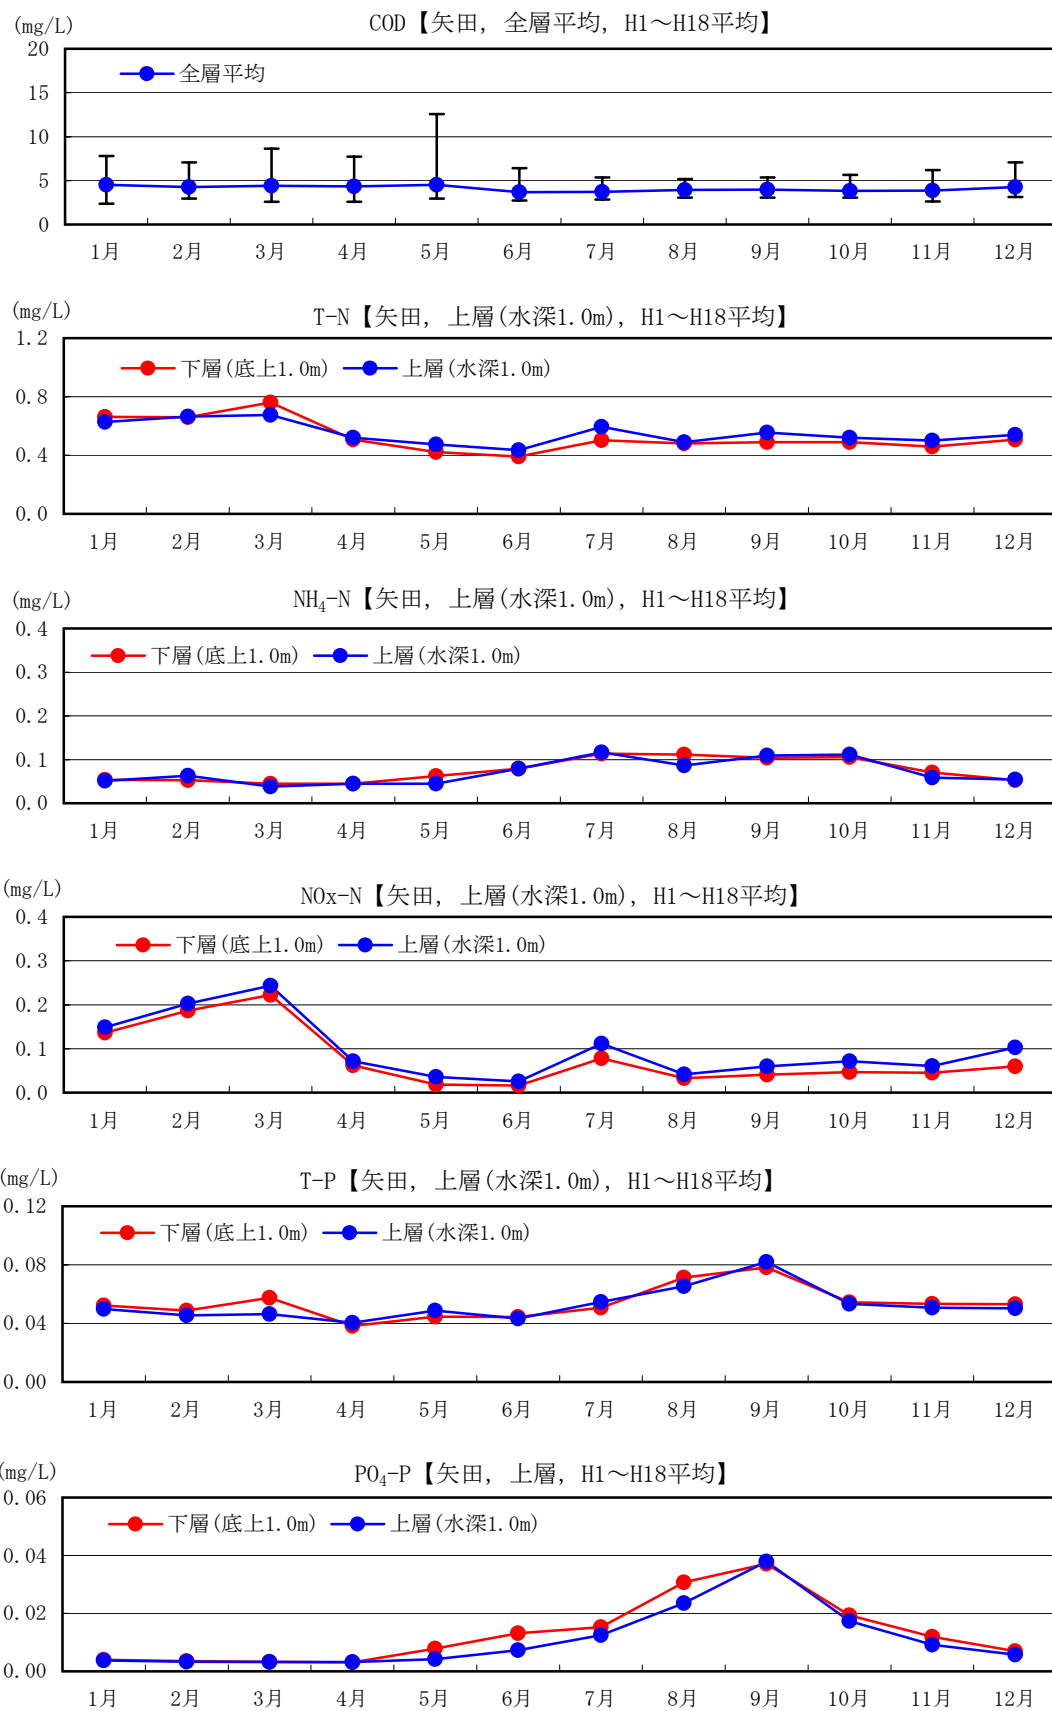 (mg/L)
COD【矢田, 全層平均, H1～H18平均】
20
15
10
5
0
全層平均
1月 2月 3月 4月 5月 6月 7月 8月 9月 10月 11月 12月
(mg/L)
T-N【矢田, 上層(水深1.0m), H1～H18平均】
1.2
0.8
0.4
0.0
下層(底上1.0m) 上層(水深1.0m)
1月 2月 3月 4月 5月 6月 7月 8月 9月 10月 11月 12月
(mg/L)
NH₄-N【矢田, 上層(水深1.0m), H1～H18平均】
0.4
0.3
0.2
0.1
0.0
下層(底上1.0m) 上層(水深1.0m)
1月 2月 3月 4月 5月 6月 7月 8月 9月 10月 11月 12月
(mg/L)
NOx-N【矢田, 上層(水深1.0m), H1～H18平均】
0.4
0.3
0.2
0.1
0.0
下層(底上1.0m) 上層(水深1.0m)
1月 2月 3月 4月 5月 6月 7月 8月 9月 10月 11月 12月
(mg/L)
T-P【矢田, 上層(水深1.0m), H1～H18平均】
0.12
0.08
0.04
0.00
下層(底上1.0m) 上層(水深1.0m)
1月 2月 3月 4月 5月 6月 7月 8月 9月 10月 11月 12月
(mg/L)
PO₄-P【矢田, 上層, H1～H18平均】
0.06
0.04
0.02
0.00
下層(底上1.0m) 上層(水深1.0m)
1月 2月 3月 4月 5月 6月 7月 8月 9月 10月 11月 12月